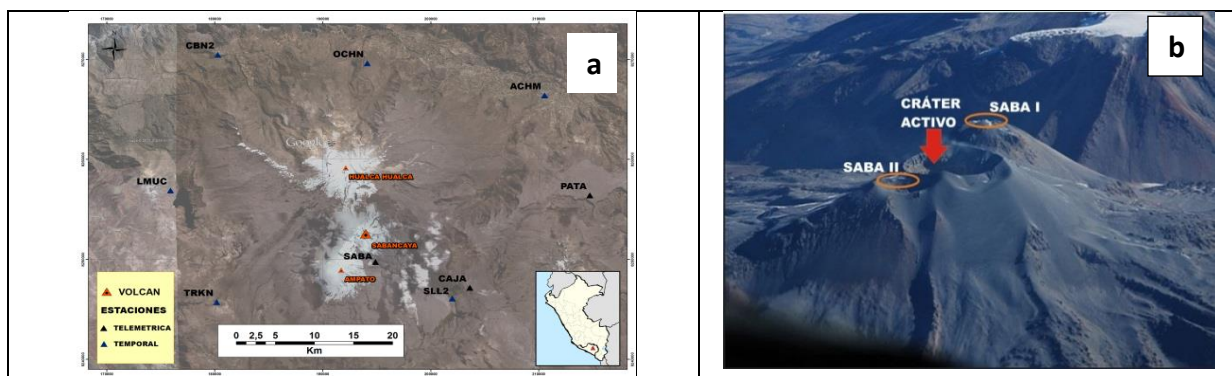 a
CBN2
OCHN
ACHM
Google
HUALCA HUALCA
LMUC
PATA
SABANCAYA
SABA
AMPATO
CAJA
SLL2
TRKN
VOLCAN
ESTACIONES
TELEMETRICA
TEMPORAL
0 2,5 5 10 15 20
Km
b
CRÁTER
ACTIVO
SABA I
SABA II